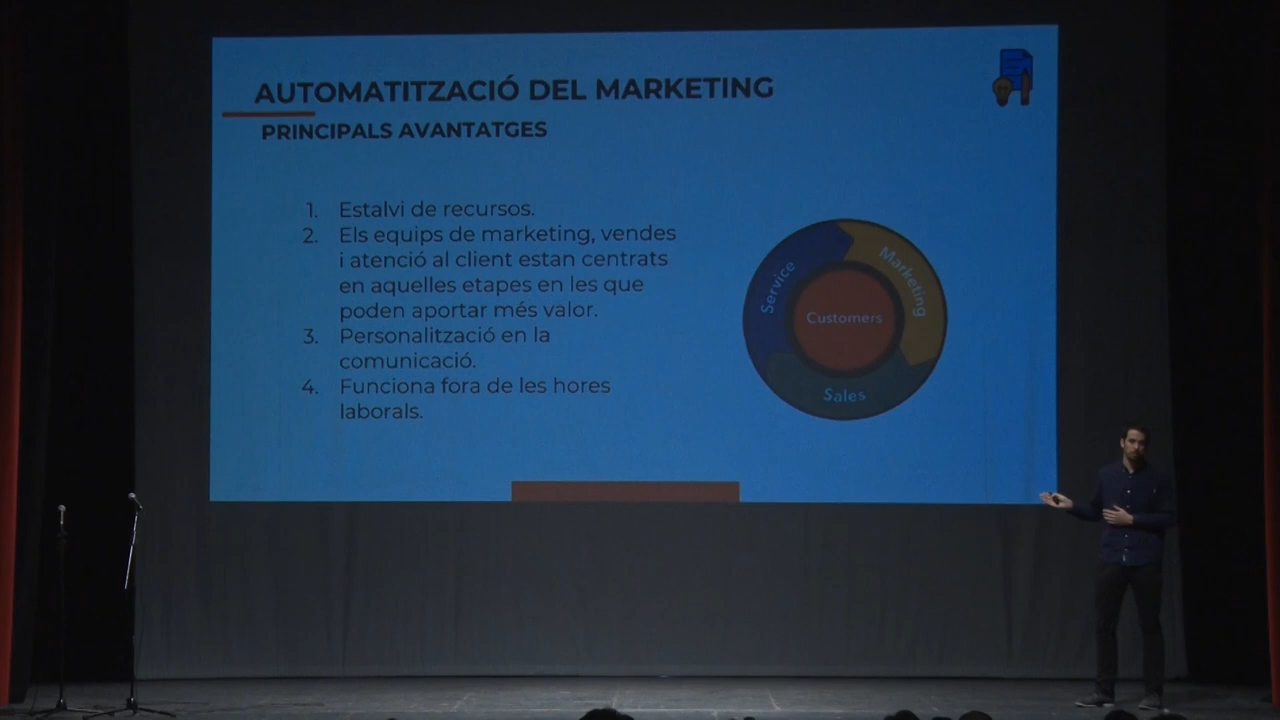 AUTOMATITZACIÓ DEL MARKETING
PRINCIPALS AVANTATGES
1. Estalvi de recursos.
2. Els equips de marketing, vendes
i atenció al client estan centrats
en aquelles etapes en les que
poden aportar més valor.
3. Personalització en la
comunicació.
4. Funciona fora de les hores
laborals.
Service
Marketing
Customers
Sales